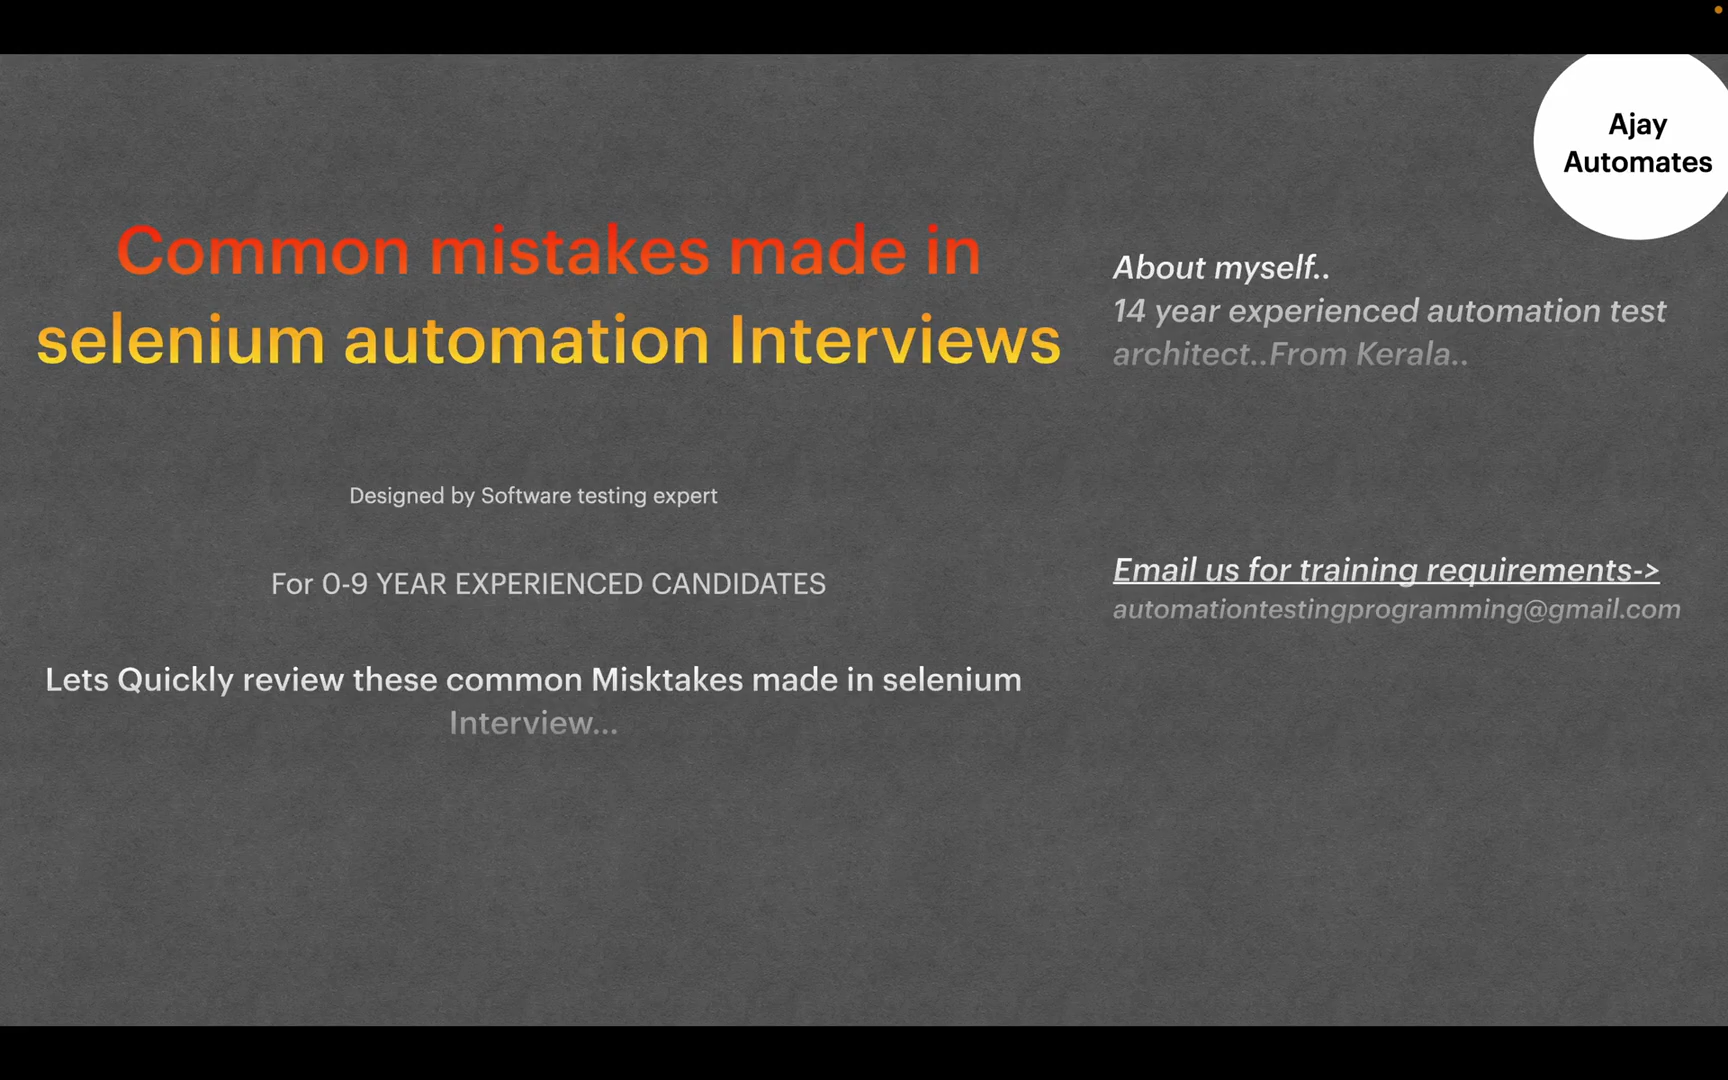 Ajay
Automates
Common mistakes made in
selenium automation Interviews
About myself..
14 year experienced automation test
architect..From Kerala..
Designed by Software testing expert
For 0-9 YEAR EXPERIENCED CANDIDATES
Email us for training requirements->
automationtestingprogramming@gmail.com
Lets Quickly review these common Misktakes made in selenium
Interview...